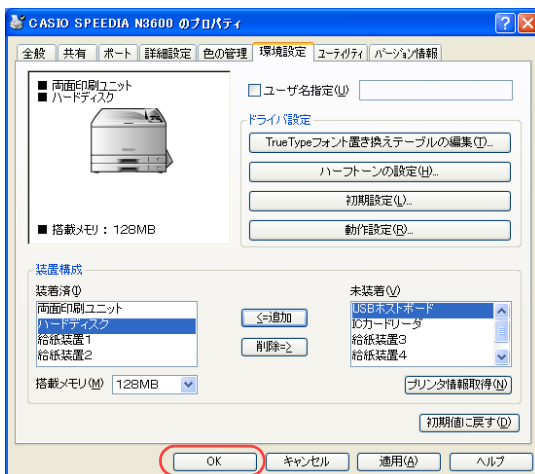 CASIO SPEEDIA N3600 のプロパティ
全般 共有 ポート 詳細設定 色の管理 環境設定 ユーティリティ バージョン情報
■ 両面印刷ユニット
■ ハードディスク
■ 搭載メモリ : 128MB
ユーザ名指定(U)
ドライバ設定
TrueTypeフォント置き換えテーブルの編集(T)...
ハーフトーンの設定(H)...
初期設定(L)...
動作設定(R)...
装置構成
装着済(I)
両面印刷ユニット
ハードディスク
給紙装置1
給紙装置2
<=追加
削除=>
未装着(V)
USBホストボード
ICカードリーダ
給紙装置3
給紙装置4
搭載メモリ(M) 128MB
プリンタ情報取得(N)
初期値に戻す(D)
OK キャンセル 適用(A) ヘルプ